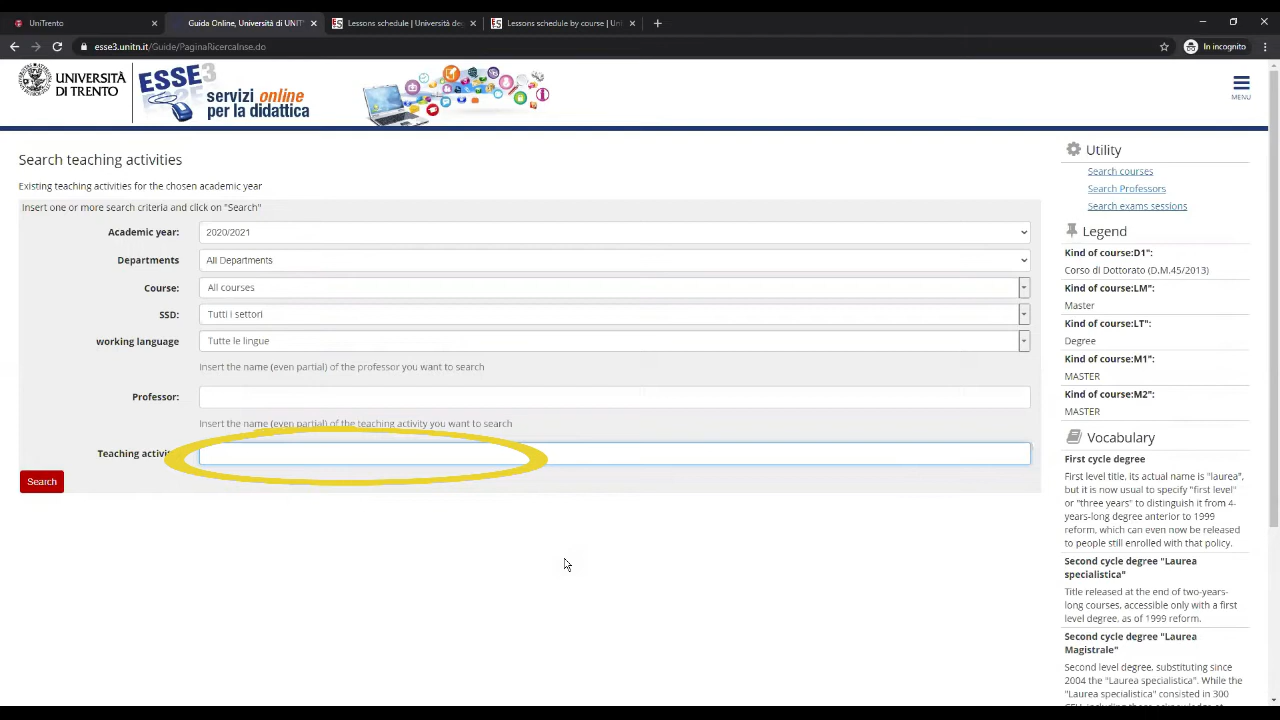 UniTrento
Guida Online, Università di UNIT
Lessons schedule | Università deg
Lessons schedule by course | Uni
esse3.unitn.it/Guide/PaginaRicercaInse.do
In incognito
UNIVERSITÀ
DI TRENTO
ESSE3
servizi online
per la didattica
MENU
Search teaching activities
Existing teaching activities for the chosen academic year
Insert one or more search criteria and click on "Search"
Academic year: 2020/2021
Departments All Departments
Course: All courses
SSD: Tutti i settori
working language Tutte le lingue
Insert the name (even partial) of the professor you want to search
Professor:
Insert the name (even partial) of the teaching activity you want to search
Teaching activit
Search
Utility
Search courses
Search Professors
Search exams sessions
Legend
Kind of course:D1":
Corso di Dottorato (D.M.45/2013)
Kind of course:LM":
Master
Kind of course:LT":
Degree
Kind of course:M1":
MASTER
Kind of course:M2":
MASTER
Vocabulary
First cycle degree
First level title, its actual name is "laurea",
but it is now usual to specify "first level"
or "three years" to distinguish it from 4-
years-long degree anterior to 1999
reform, which can even now be released
to people still enrolled with that policy.
Second cycle degree "Laurea
specialistica"
Title released at the end of two-years-
long courses, accessible only with a first
level degree, as of 1999 reform.
Second cycle degree "Laurea
Magistrale"
Second level degree, substituting since
2004 the "Laurea specialistica". While the
"Laurea specialistica" consisted in 300